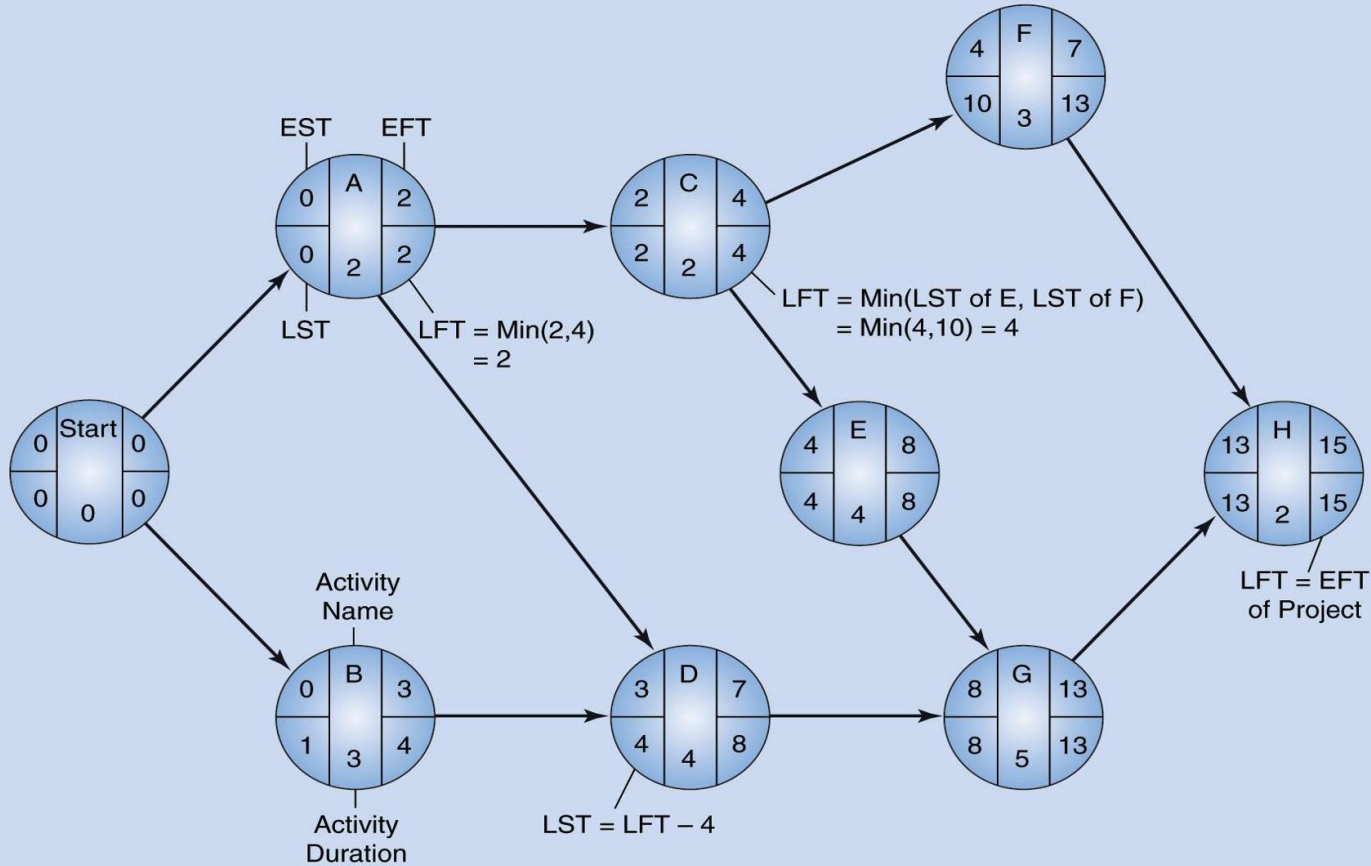 F
4 7
10 13
3
EST EFT
A
0 2
0 2
2
LST
LFT = Min(2,4)
= 2
C
2 4
2 4
2
LFT = Min(LST of E, LST of F)
= Min(4,10) = 4
Start
0 0
0 0
0
E
4 8
4 8
4
H
13 15
13 15
2
LFT = EFT
of Project
Activity
Name
B
0 3
1 4
3
Activity
Duration
D
3 7
4 8
4
LST = LFT – 4
G
8 13
8 13
5